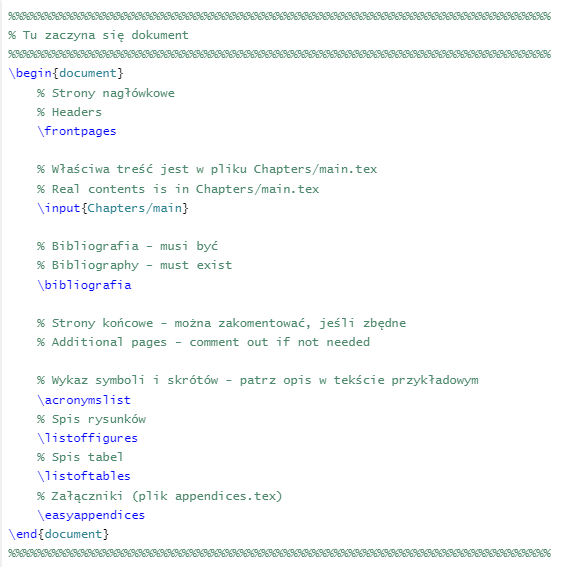 %%%%%%%%%%%%%%%%%%%%%%%%%%%%%%%%%%%%%%%%%%%%%%%%%%%%%%%%%%%%%%%%%%%%%%%%%%%%%
% Tu zaczyna się dokument
%%%%%%%%%%%%%%%%%%%%%%%%%%%%%%%%%%%%%%%%%%%%%%%%%%%%%%%%%%%%%%%%%%%%%%%%%%%%%
\begin{document}
    % Strony nagłówkowe
    % Headers
    \frontpages

    % Właściwa treść jest w pliku Chapters/main.tex
    % Real contents is in Chapters/main.tex
    \input{Chapters/main}

    % Bibliografia - musi być
    % Bibliography - must exist
    \bibliografia

    % Strony końcowe - można zakomentować, jeśli zbędne
    % Additional pages - comment out if not needed

    % Wykaz symboli i skrótów - patrz opis w tekście przykładowym
    \acronymslist
    % Spis rysunków
    \listoffigures
    % Spis tabel
    \listoftables
    % Załączniki (plik appendices.tex)
    \easyappendices
\end{document}
%%%%%%%%%%%%%%%%%%%%%%%%%%%%%%%%%%%%%%%%%%%%%%%%%%%%%%%%%%%%%%%%%%%%%%%%%%%%%